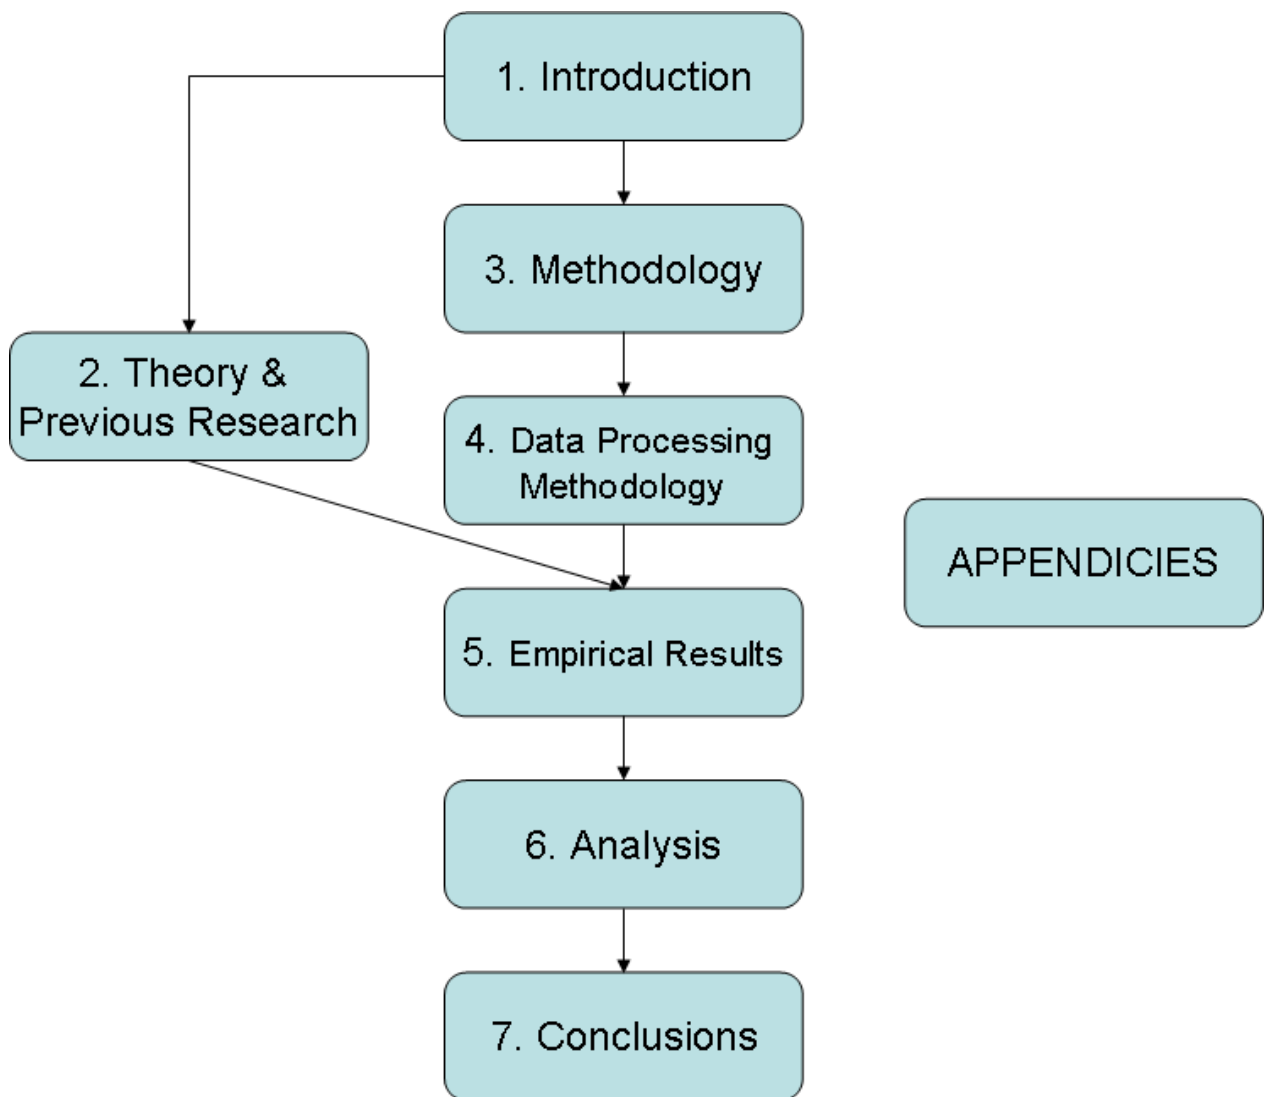 1. Introduction
3. Methodology
2. Theory &
Previous Research
4. Data Processing
Methodology
APPENDICIES
5. Empirical Results
6. Analysis
7. Conclusions